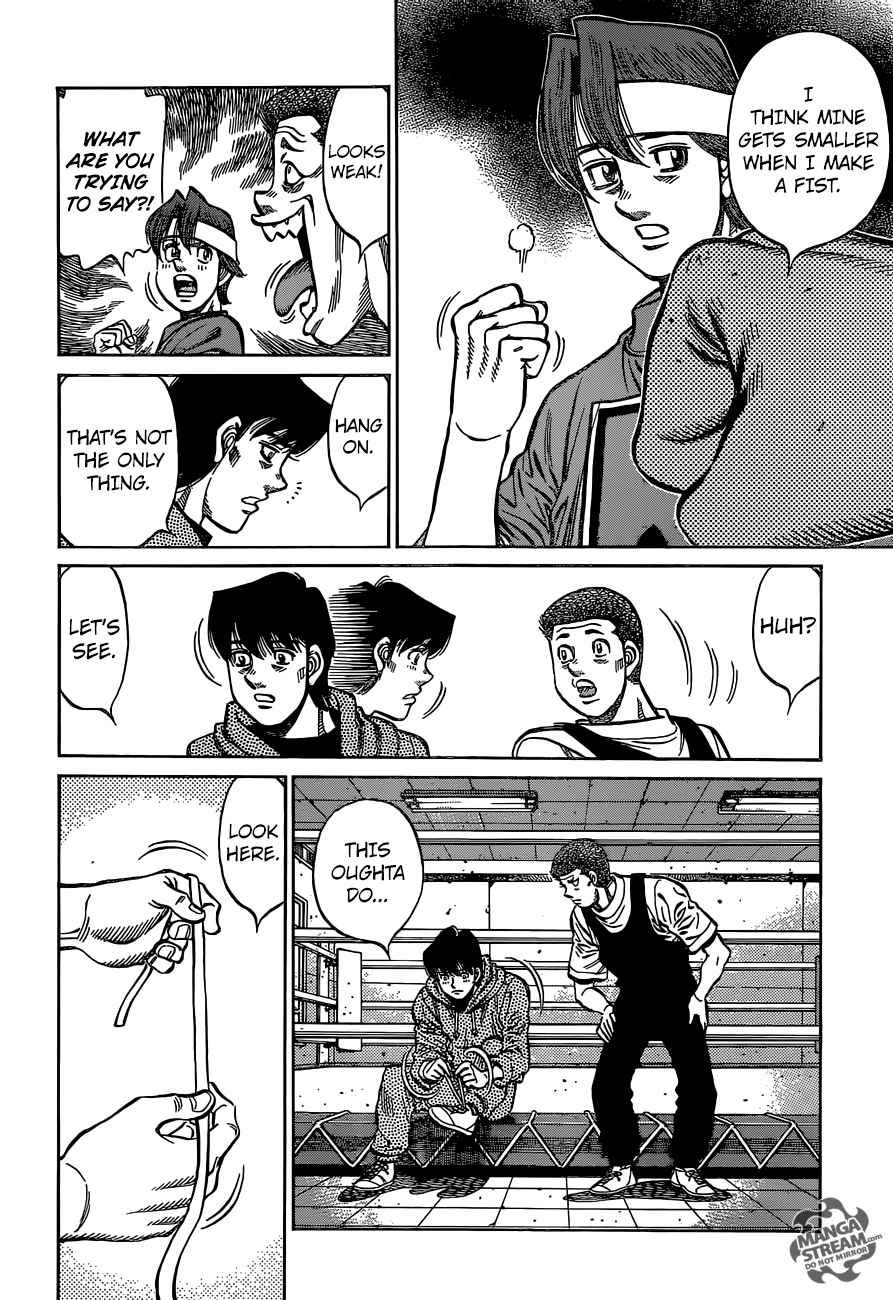 I
THINK MINE
GETS SMALLER
WHEN I MAKE
A FIST.
LOOKS
WEAK!
WHAT
ARE YOU
TRYING
TO SAY?!
HANG
ON.
THAT'S NOT
THE ONLY
THING.
HUH?
LET'S
SEE.
THIS
OUGHTA
DO...
LOOK
HERE.
MANGA
STREAM.com
DO NOT MIRROR